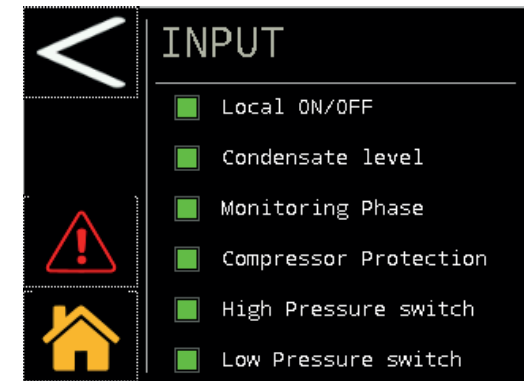 INPUT
Local ON/OFF
Condensate level
Monitoring Phase
Compressor Protection
High Pressure switch
Low Pressure switch